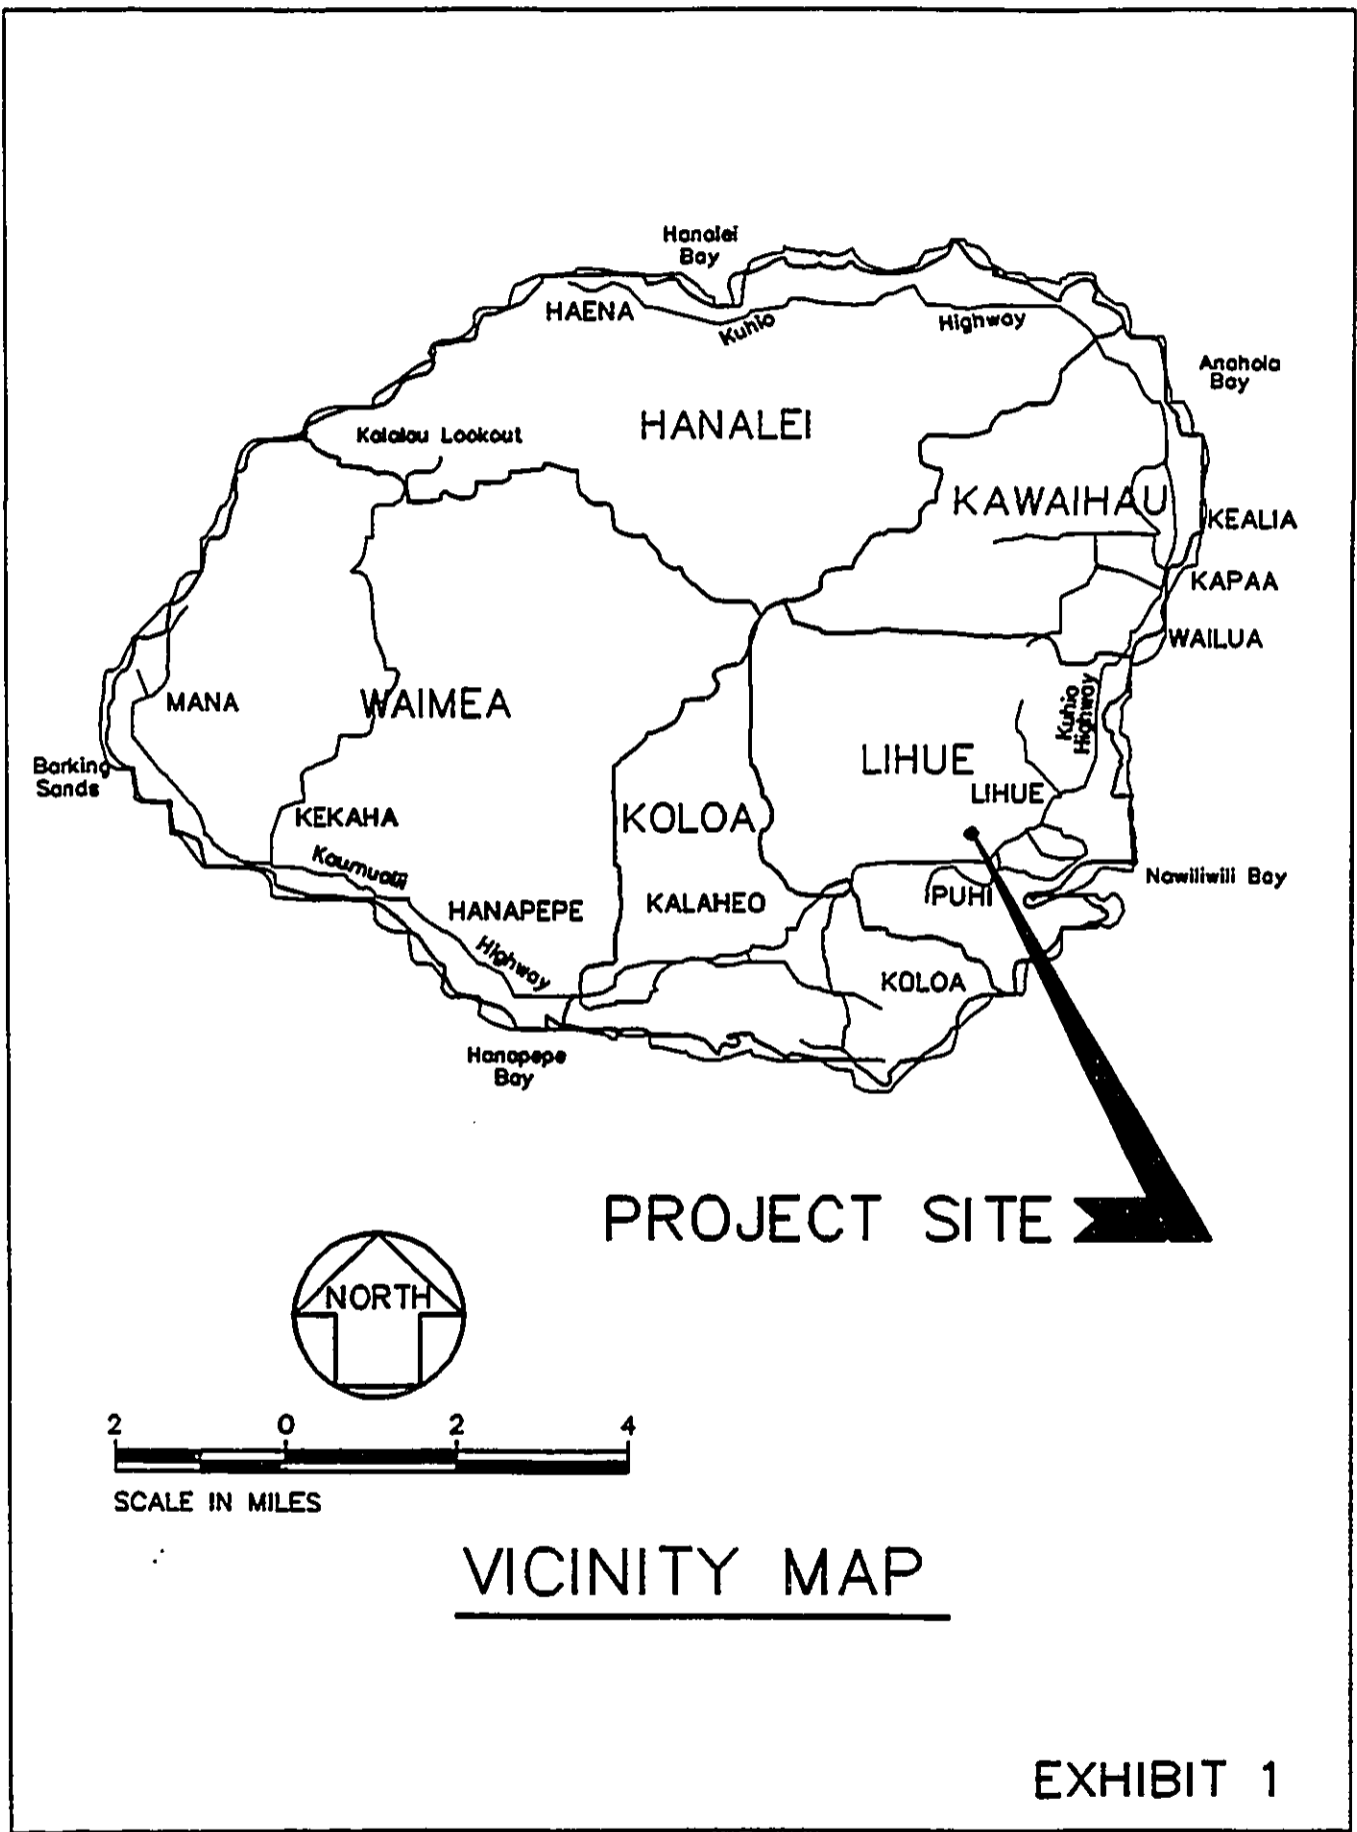 Hanalei
Bay
HAENA
Kuhio
Highway
Anahola
Bay
HANALEI
Kalalau Lookout
KAWAIHAU
KEALIA
KAPAA
WAILUA
MANA
WAIMEA
Kuhio
Highway
LIHUE
Barking
Sands
LIHUE
KEKAHA
KOLOA
Kaumualii
Nawiliwili Bay
PUHI
HANAPEPE
KALAHEO
Highway
KOLOA
Hanapepe
Bay
PROJECT SITE
NORTH
2 0 2 4
SCALE IN MILES
VICINITY MAP
EXHIBIT 1